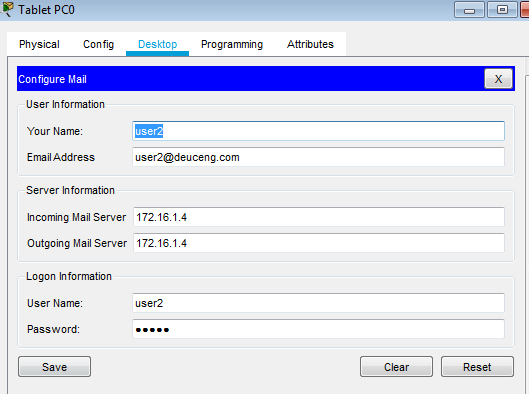 Tablet PC0
Physical Config Desktop Programming Attributes
Configure Mail X
User Information
Your Name: user2
Email Address user2@deuceng.com
Server Information
Incoming Mail Server 172.16.1.4
Outgoing Mail Server 172.16.1.4
Logon Information
User Name: user2
Password: ●●●●●
Save Clear Reset